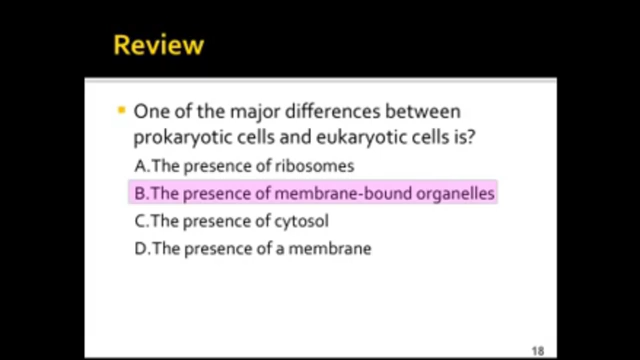 Review
One of the major differences between
prokaryotic cells and eukaryotic cells is?
A.The presence of ribosomes
B.The presence of membrane-bound organelles
C.The presence of cytosol
D.The presence of a membrane
18